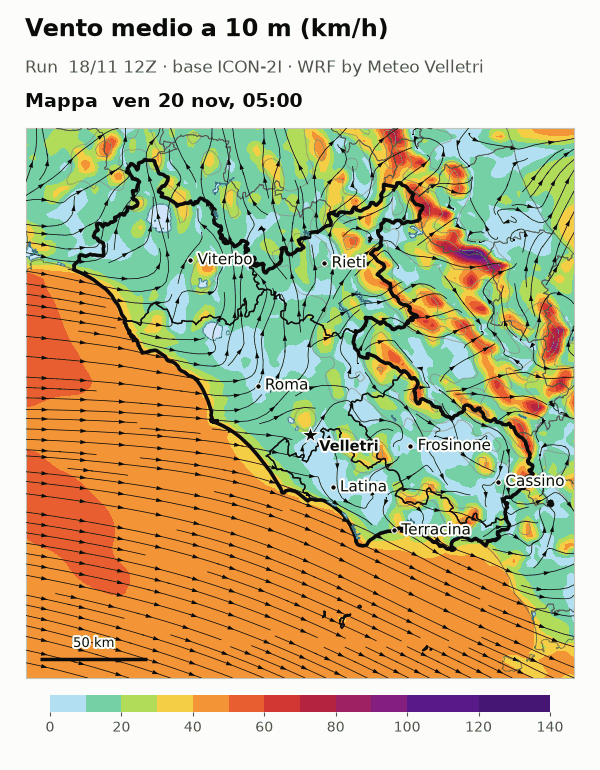 Vento medio a 10 m (km/h)
Run  18/11 12Z · base ICON-2I · WRF by Meteo Velletri
Mappa  ven 20 nov, 05:00
Viterbo
Rieti
Roma
Velletri
Frosinone
Latina
Cassino
Terracina
50 km
0 20 40 60 80 100 120 140